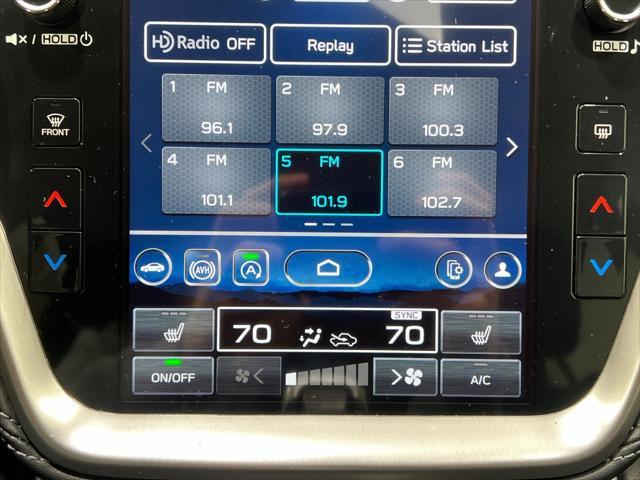 / HOLD
HOLD
HD Radio OFF
Replay
Station List
1 FM
96.1
2 FM
97.9
3 FM
100.3
FRONT
4 FM
101.1
5 FM
101.9
6 FM
102.7
AVH
A
SYNC
70
70
ON/OFF
A/C